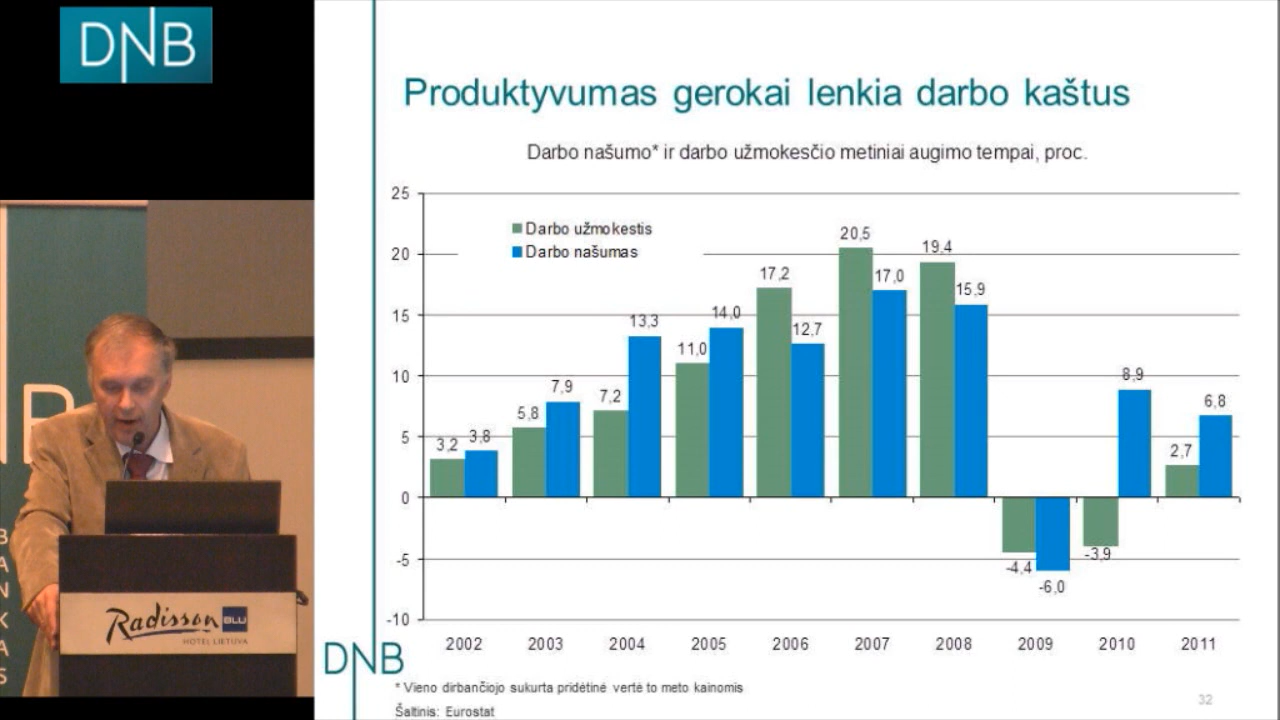 DNB
Produktyvumas gerokai lenkia darbo kaštus
Darbo našumo* ir darbo užmokesčio metiniai augimo tempai, proc.
25
20
15
10
5
0
-5
-10
Darbo užmokestis
Darbo našumas
3,2 3,8
5,8 7,9
7,2 13,3
11,0 14,0
17,2 12,7
20,5 17,0
19,4 15,9
-4,4 -6,0
-3,9 8,9
2,7 6,8
2002 2003 2004 2005 2006 2007 2008 2009 2010 2011
DNB
* Vieno dirbančiojo sukurta pridėtinė vertė to meto kainomis
Šaltinis: Eurostat
32
B
B
A
N
K
A
S
Radisson BLU
HOTEL LIETUVA